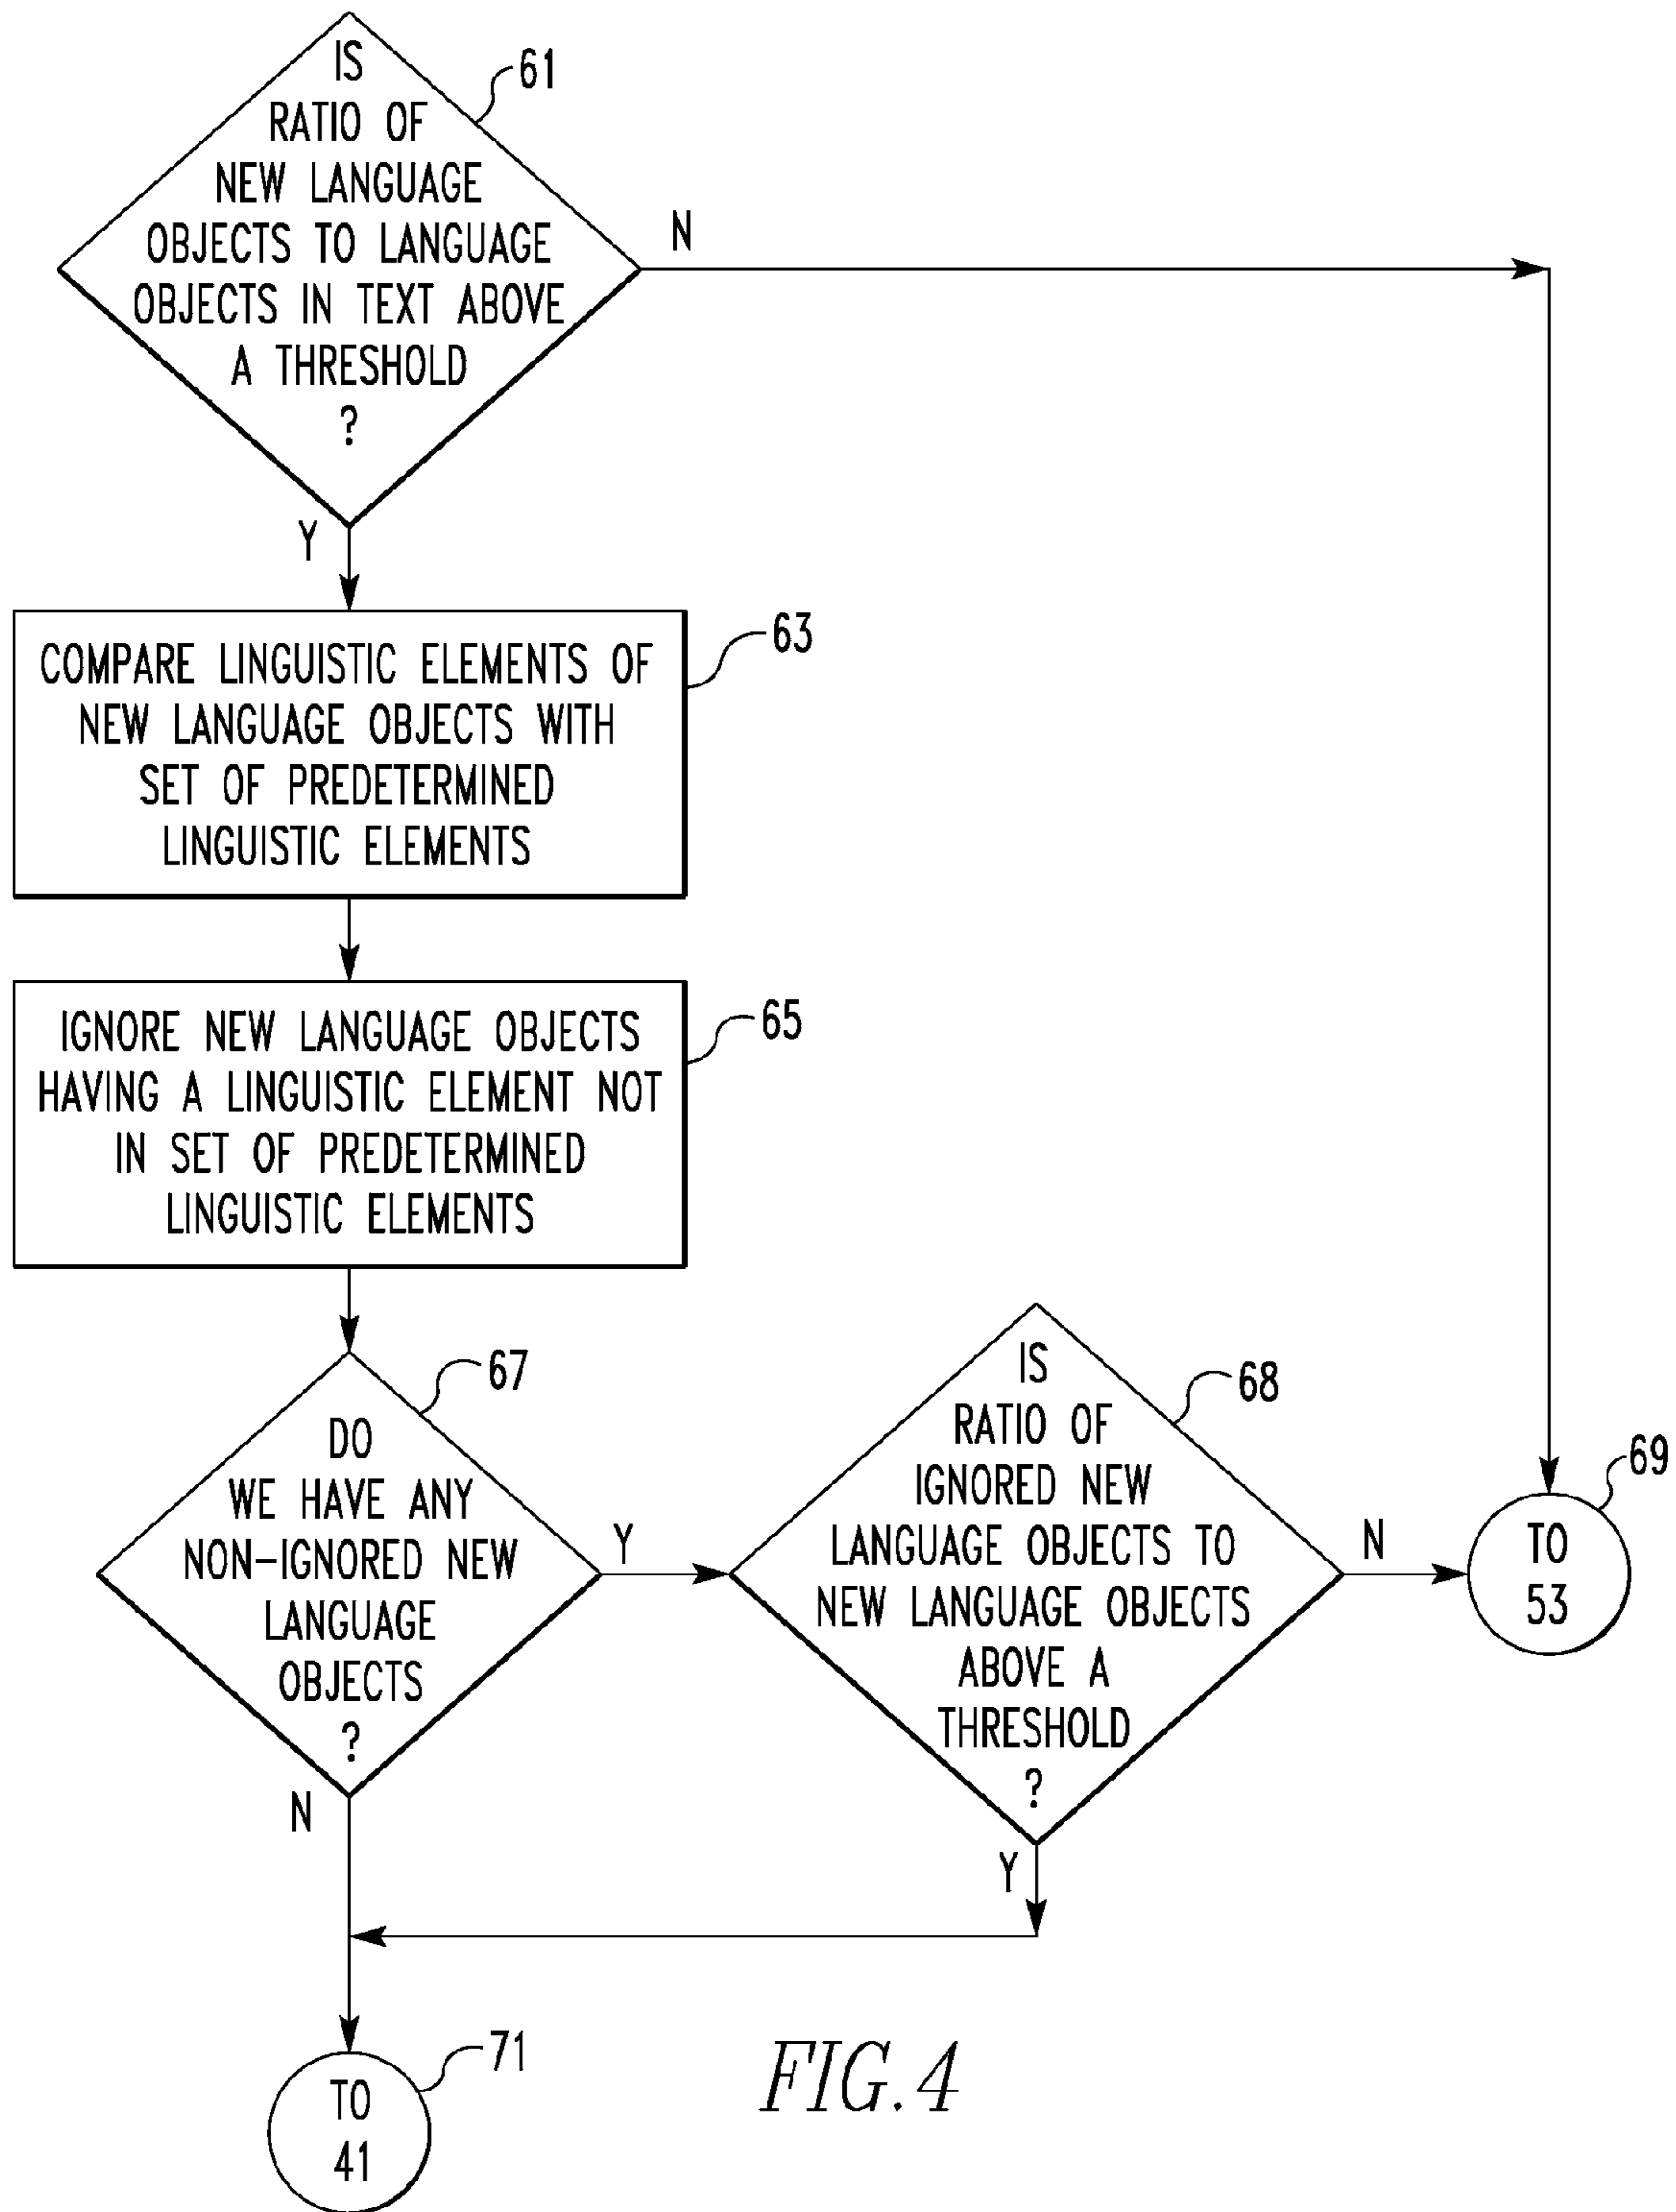 IS
RATIO OF
NEW LANGUAGE
OBJECTS TO LANGUAGE
OBJECTS IN TEXT ABOVE
A THRESHOLD
?
61
N
Y
COMPARE LINGUISTIC ELEMENTS OF
NEW LANGUAGE OBJECTS WITH
SET OF PREDETERMINED
LINGUISTIC ELEMENTS
63
IGNORE NEW LANGUAGE OBJECTS
HAVING A LINGUISTIC ELEMENT NOT
IN SET OF PREDETERMINED
LINGUISTIC ELEMENTS
65
DO
WE HAVE ANY
NON-IGNORED NEW
LANGUAGE
OBJECTS
?
67
Y
N
IS
RATIO OF
IGNORED NEW
LANGUAGE OBJECTS TO
NEW LANGUAGE OBJECTS
ABOVE A
THRESHOLD
?
68
N
Y
TO
53
69
TO
41
71
FIG.4